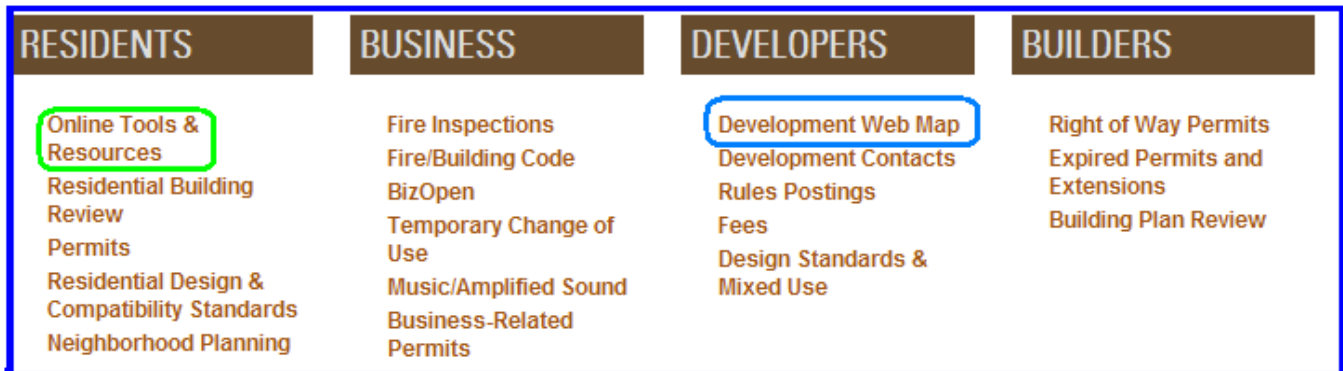 RESIDENTS
Online Tools &
Resources
Residential Building
Review
Permits
Residential Design &
Compatibility Standards
Neighborhood Planning
BUSINESS
Fire Inspections
Fire/Building Code
BizOpen
Temporary Change of
Use
Music/Amplified Sound
Business-Related
Permits
DEVELOPERS
Development Web Map
Development Contacts
Rules Postings
Fees
Design Standards &
Mixed Use
BUILDERS
Right of Way Permits
Expired Permits and
Extensions
Building Plan Review